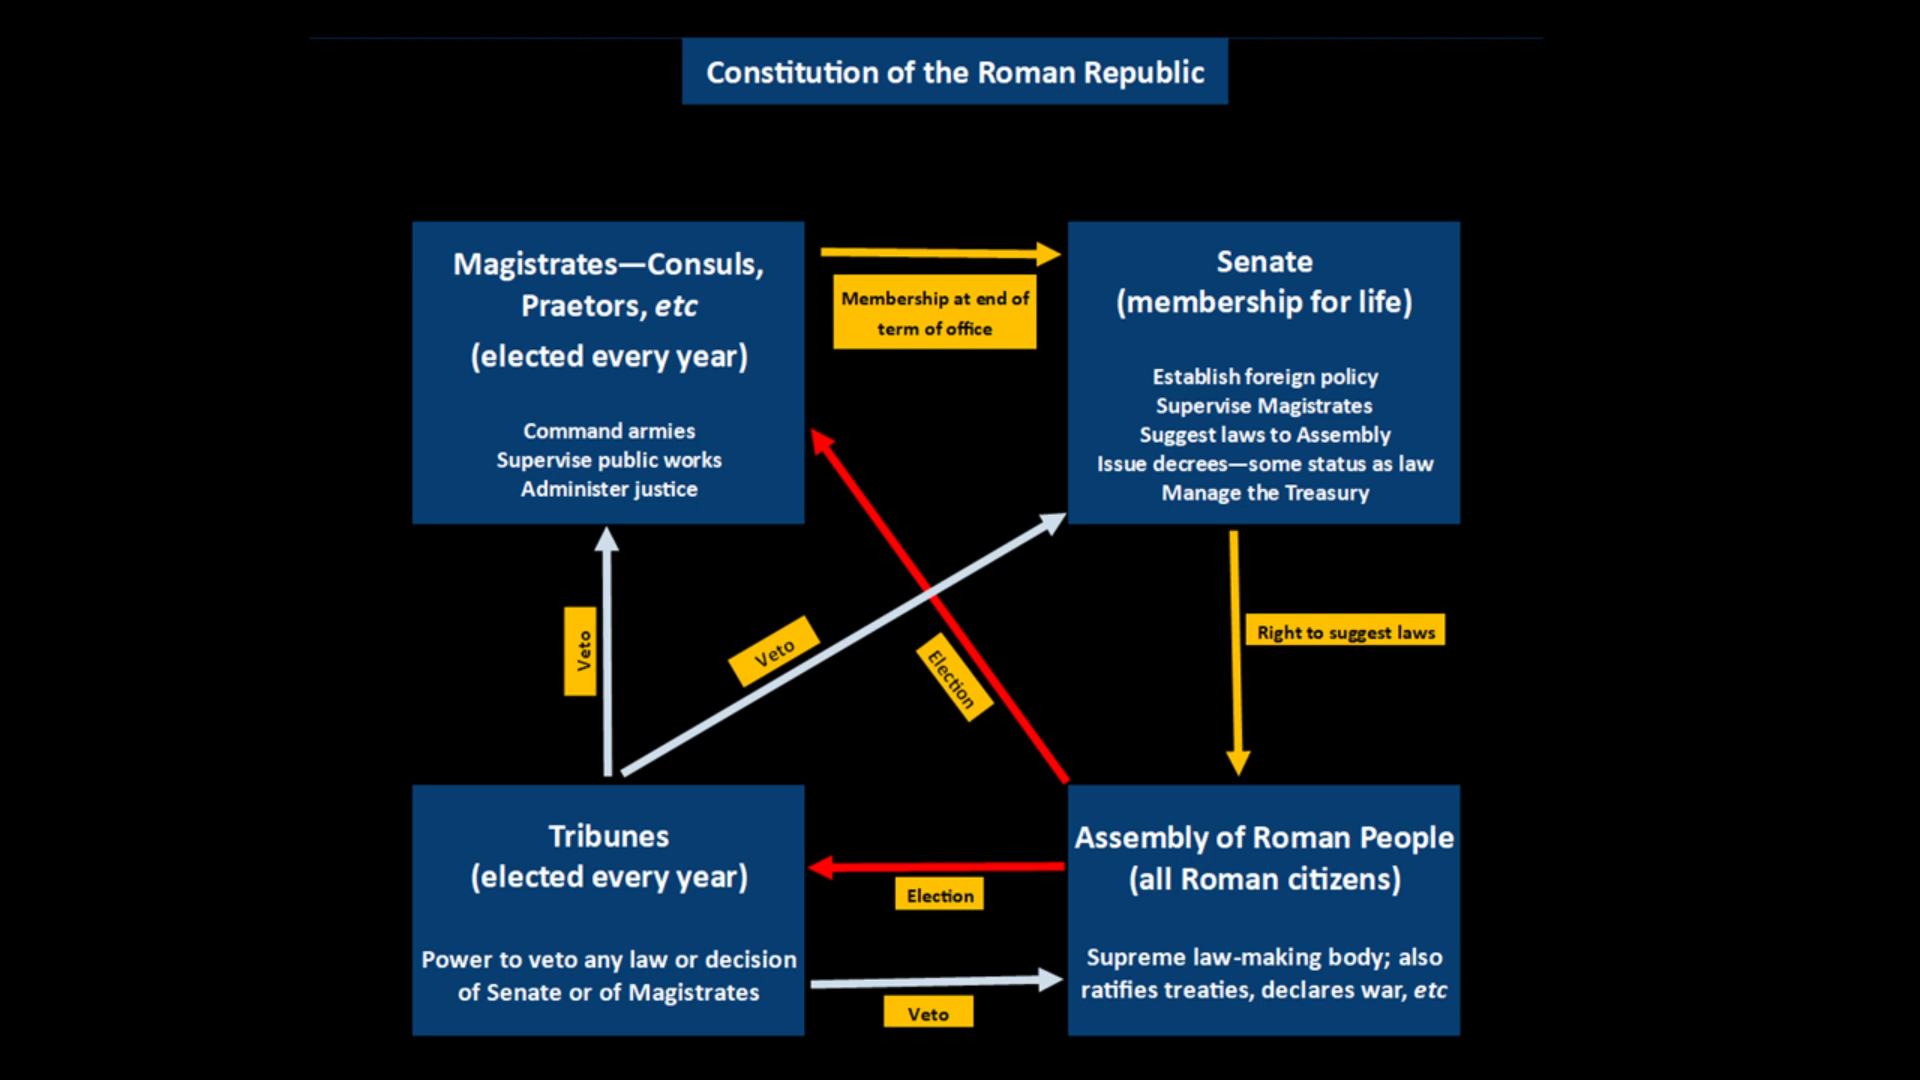 Constitution of the Roman Republic
Magistrates—Consuls,
Praetors, etc
(elected every year)
Command armies
Supervise public works
Administer justice
Membership at end of
term of office
Senate
(membership for life)
Establish foreign policy
Supervise Magistrates
Suggest laws to Assembly
Issue decrees—some status as law
Manage the Treasury
Veto
Veto
Election
Right to suggest laws
Tribunes
(elected every year)
Power to veto any law or decision
of Senate or of Magistrates
Election
Veto
Assembly of Roman People
(all Roman citizens)
Supreme law-making body; also
ratifies treaties, declares war, etc